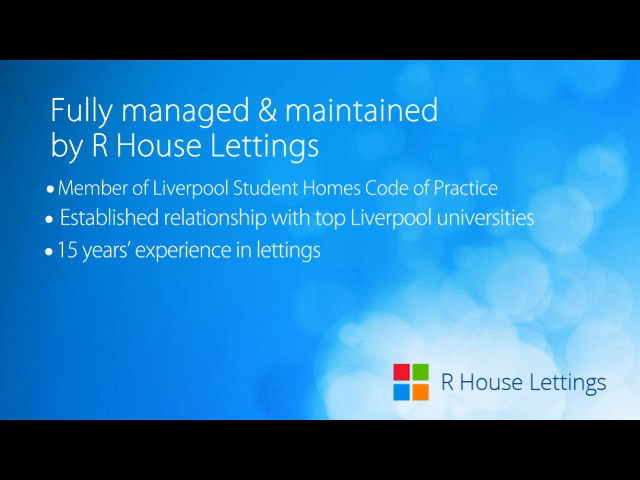 Fully managed & maintained
by R House Lettings
• Member of Liverpool Student Homes Code of Practice
• Established relationship with top Liverpool universities
• 15 years’ experience in lettings
R House Lettings